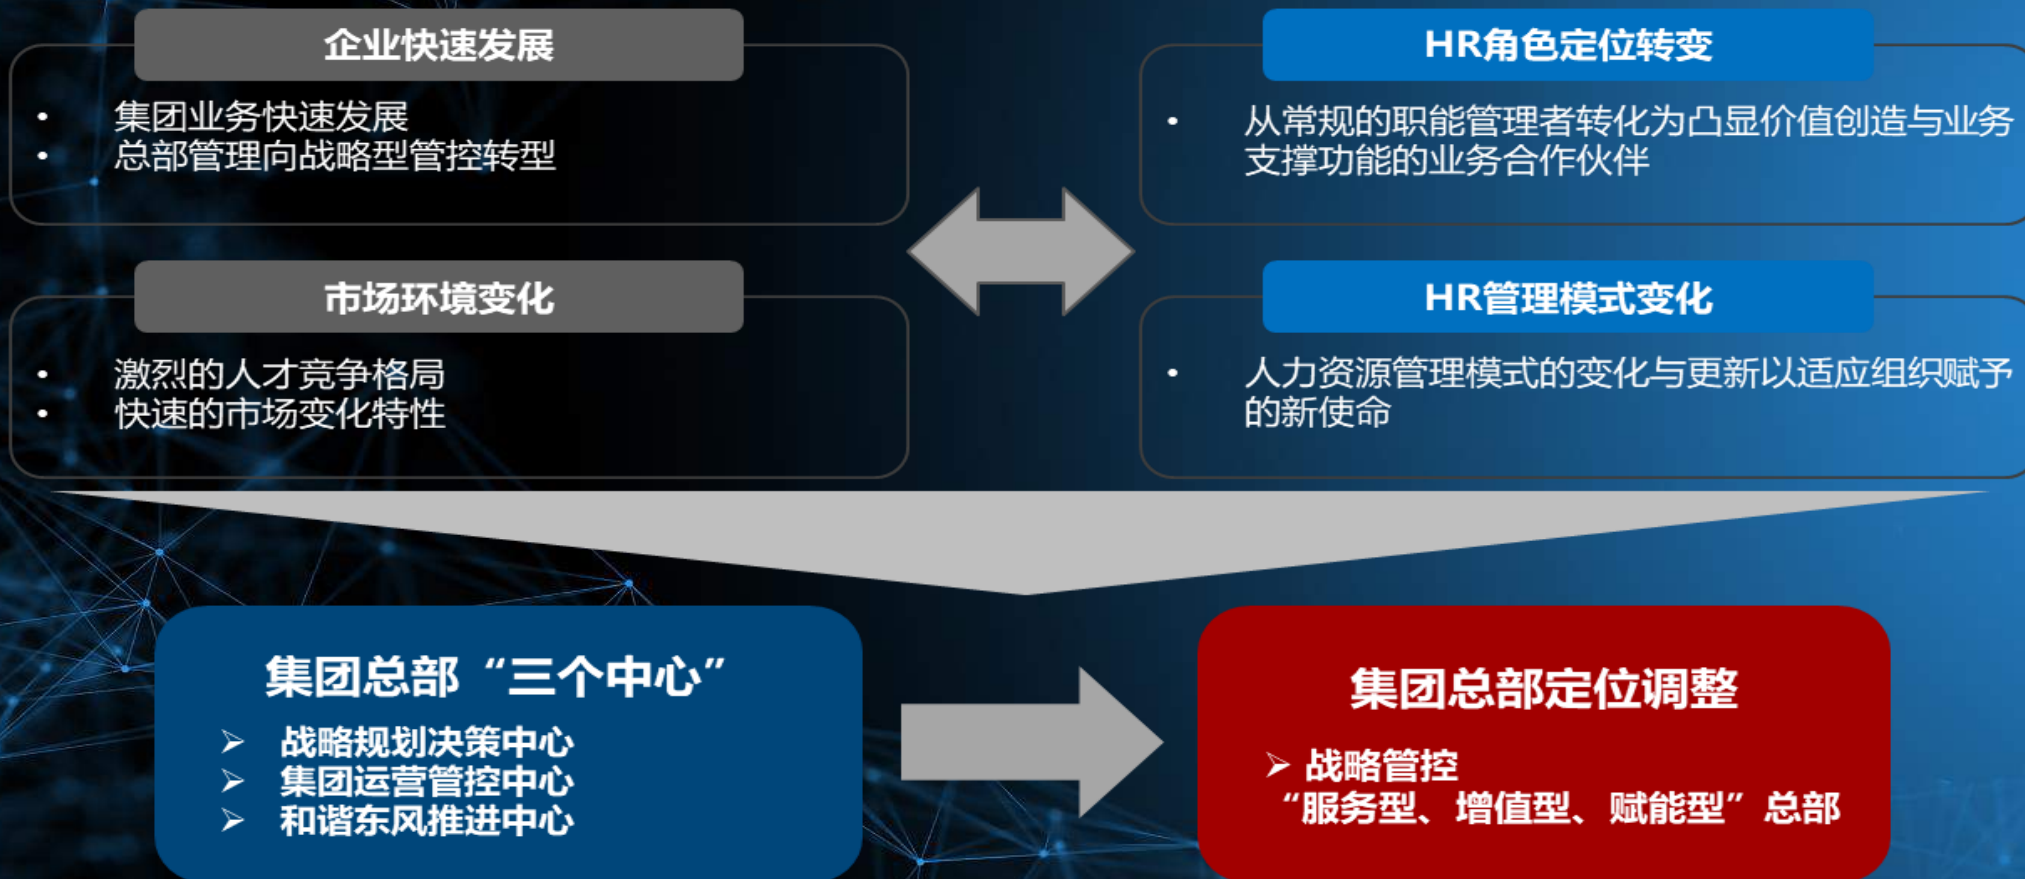 企业快速发展
• 集团业务快速发展
• 总部管理向战略型管控转型
HR角色定位转变
• 从常规的职能管理者转化为凸显价值创造与业务
支撑功能的业务合作伙伴
市场环境变化
• 激烈的人才竞争格局
• 快速的市场变化特性
HR管理模式变化
• 人力资源管理模式的变化与更新以适应组织赋予
的新使命
集团总部“三个中心”
➢ 战略规划决策中心
➢ 集团运营管控中心
➢ 和谐东风推进中心
集团总部定位调整
➢ 战略管控
“服务型、增值型、赋能型”总部